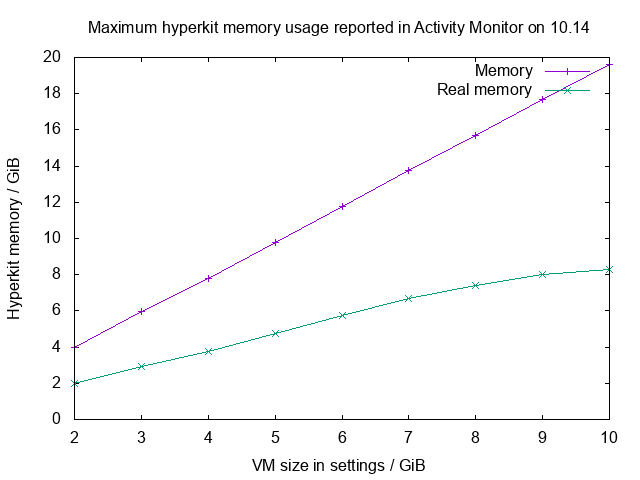 Maximum hyperkit memory usage reported in Activity Monitor on 10.14
Memory
Real memory
Hyperkit memory / GiB
20
18
16
14
12
10
8
6
4
2
0
2 3 4 5 6 7 8 9 10
VM size in settings / GiB